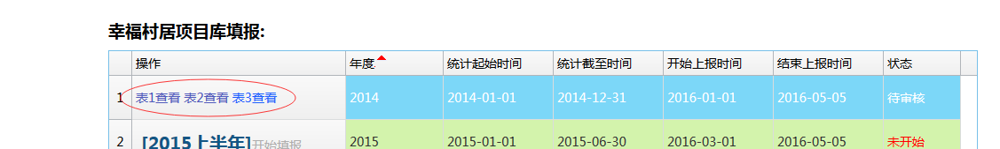 幸福村居项目库填报:
操作 年度 统计起始时间 统计截至时间 开始上报时间 结束上报时间 状态
1 表1查看 表2查看 表3查看 2014 2014-01-01 2014-12-31 2016-01-01 2016-05-05 待审核
2 [2015上半年]开始填报 2015 2015-01-01 2015-06-30 2016-03-01 2016-05-05 未开始